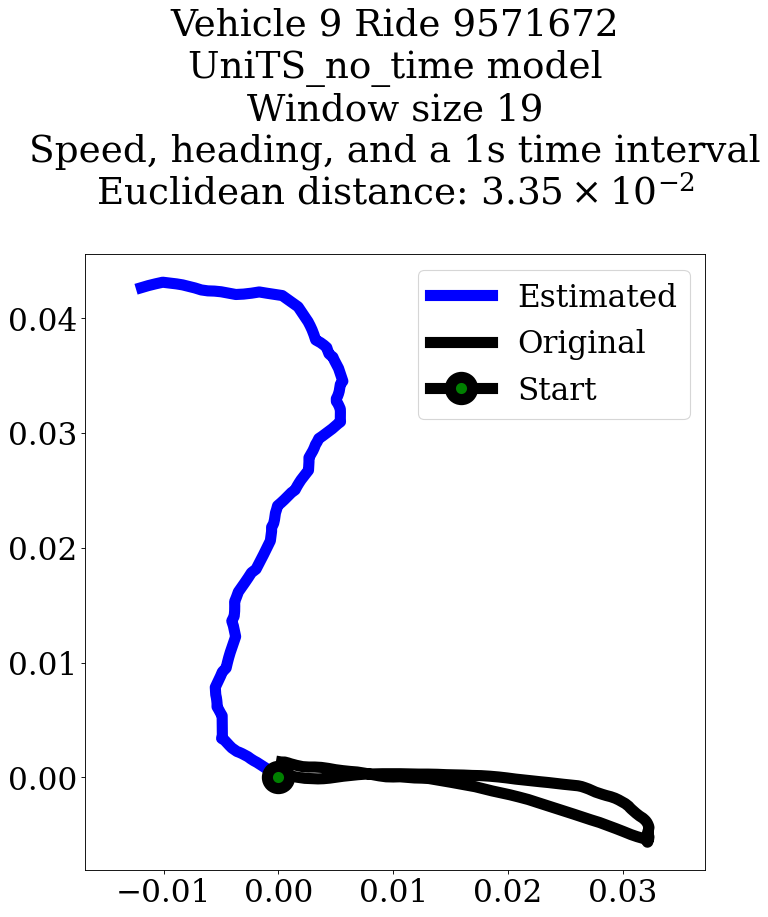 Vehicle 9 Ride 9571672
UniTS_no_time model
Window size 19
Speed, heading, and a 1s time interval
Euclidean distance: 3.35 × 10⁻²
Estimated
Original
Start
0.04
0.03
0.02
0.01
0.00
−0.01 0.00 0.01 0.02 0.03